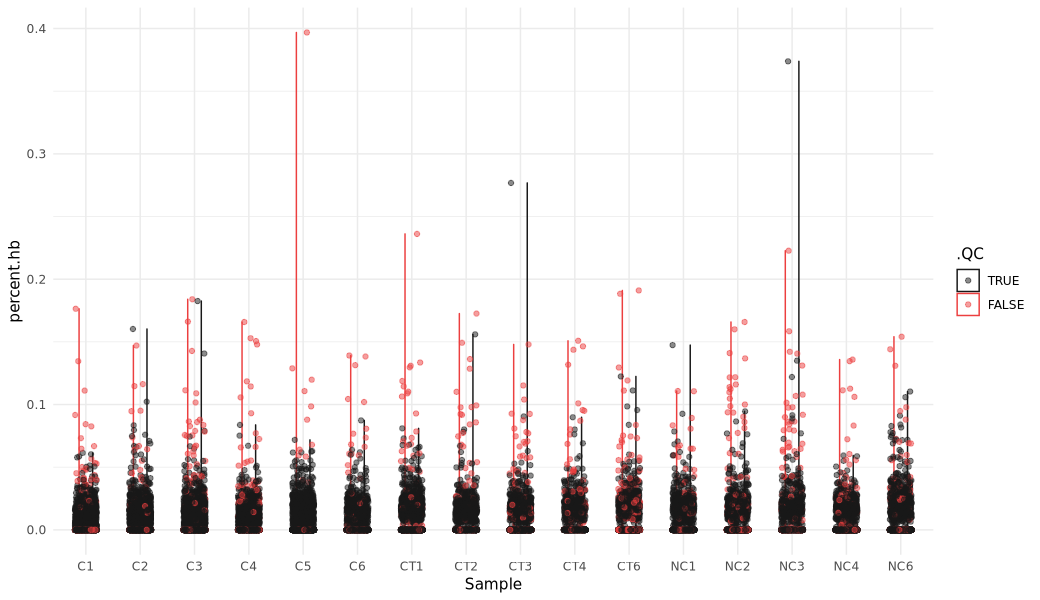 percent.hb
0.4
0.3
0.2
0.1
0.0
C1 C2 C3 C4 C5 C6 CT1 CT2 CT3 CT4 CT6 NC1 NC2 NC3 NC4 NC6
Sample
.QC
TRUE
FALSE